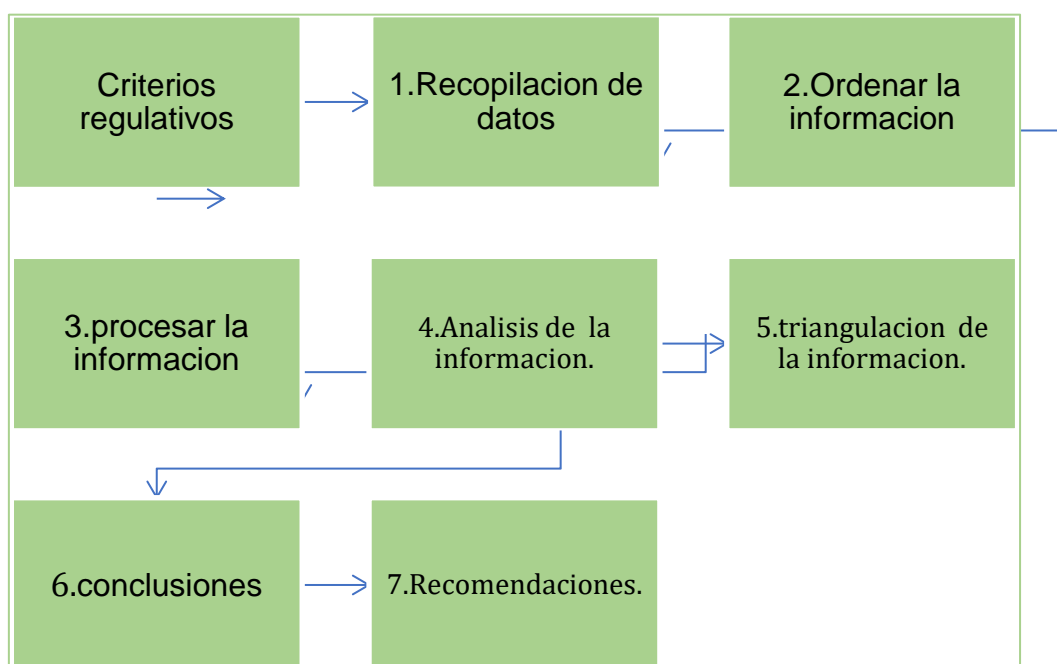 Criterios
regulativos
1.Recopilacion de
datos
2.Ordenar la
informacion
3.procesar la
informacion
4.Analisis de la
informacion.
5.triangulacion de
la informacion.
6.conclusiones
7.Recomendaciones.